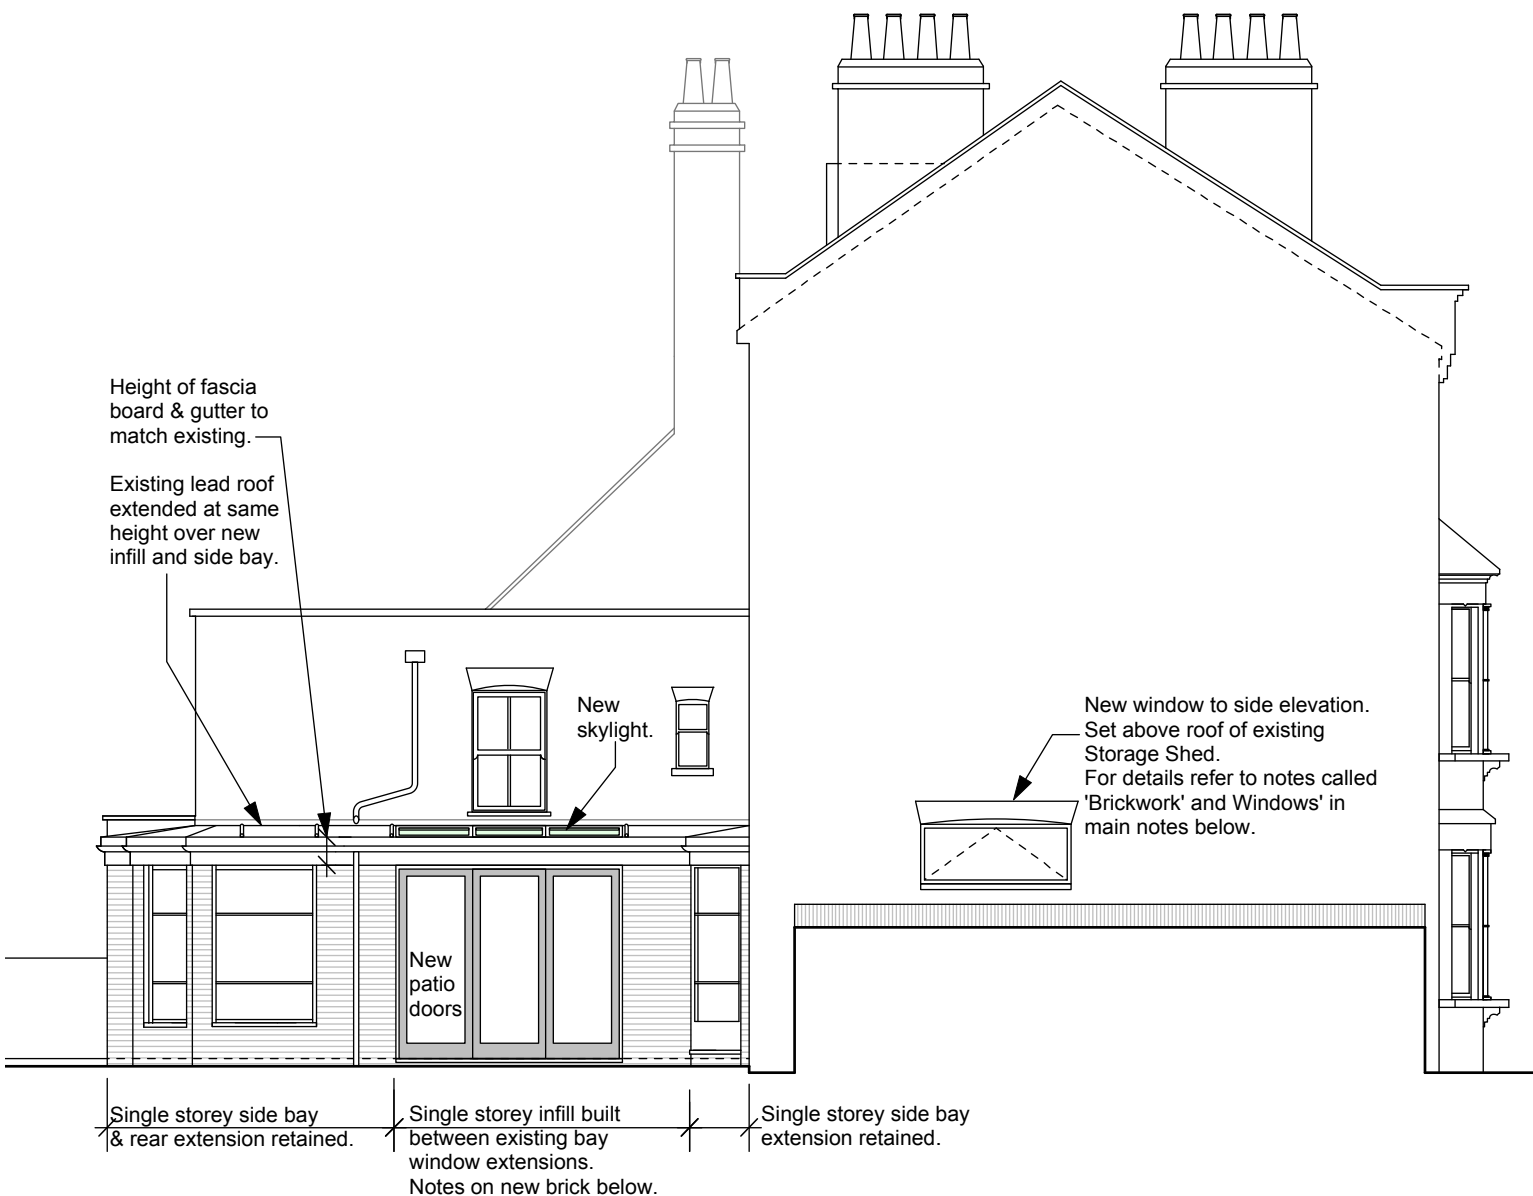 Height of fascia
board & gutter to
match existing.
Existing lead roof
extended at same
height over new
infill and side bay.
New
skylight.
New window to side elevation.
Set above roof of existing
Storage Shed.
For details refer to notes called
'Brickwork' and Windows' in
main notes below.
New
patio
doors
Single storey side bay
& rear extension retained.
Single storey infill built
between existing bay
window extensions.
Notes on new brick below.
Single storey side bay
extension retained.